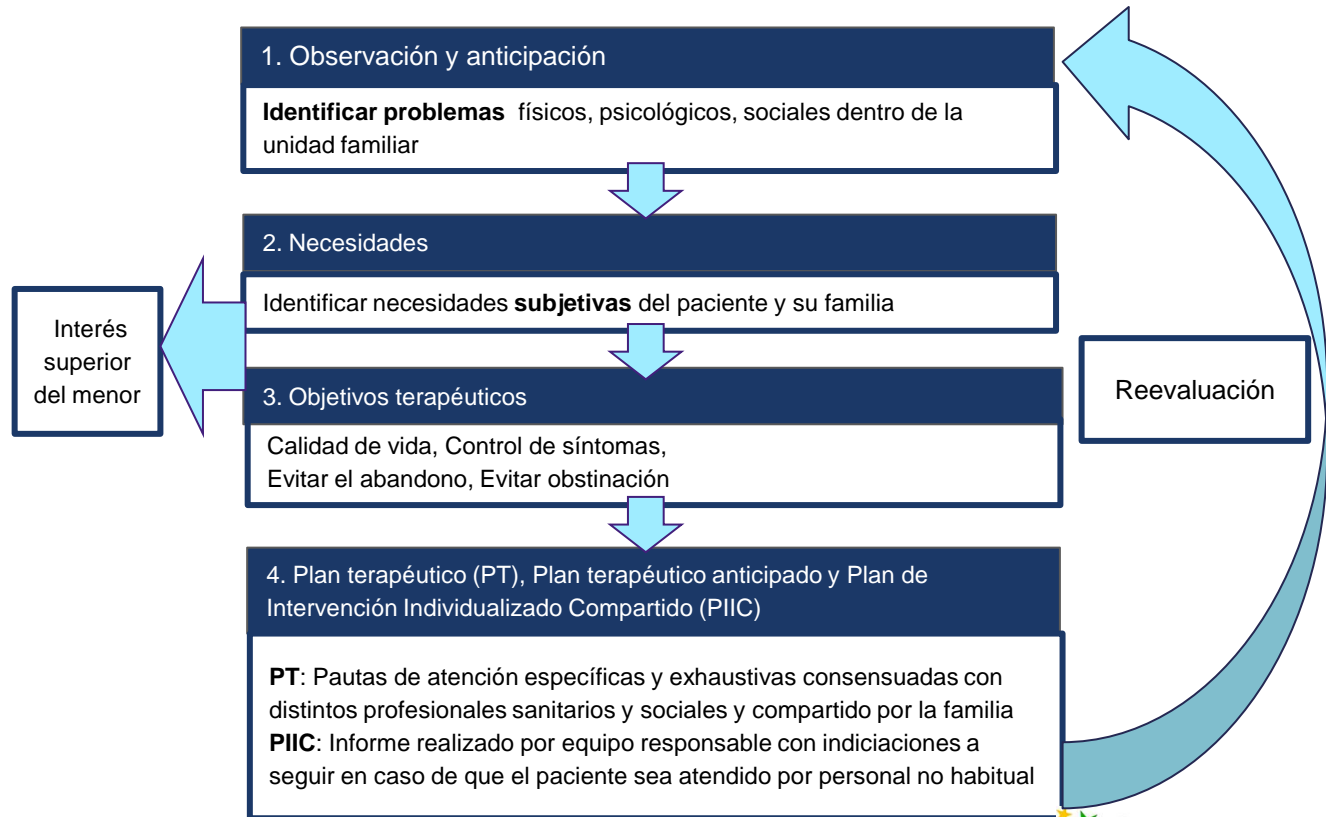 1. Observación y anticipación
Identificar problemas físicos, psicológicos, sociales dentro de la
unidad familiar
2. Necesidades
Identificar necesidades subjetivas del paciente y su familia
Interés
superior
del menor
3. Objetivos terapéuticos
Calidad de vida, Control de síntomas,
Evitar el abandono, Evitar obstinación
Reevaluación
4. Plan terapéutico (PT), Plan terapéutico anticipado y Plan de
Intervención Individualizado Compartido (PIIC)
PT: Pautas de atención específicas y exhaustivas consensuadas con
distintos profesionales sanitarios y sociales y compartido por la familia
PIIC: Informe realizado por equipo responsable con indiciaciones a
seguir en caso de que el paciente sea atendido por personal no habitual